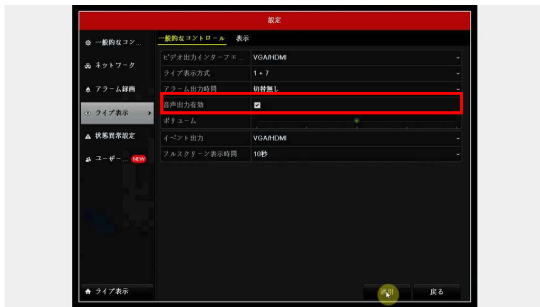 設定
一般的なコン...
ネットワーク
アラーム録画
ライブ表示
状態異常設定
ユーザー... NEW
ライブ表示
一般的なコントロール 表示
ビデオ出力インターフェ... VGA/HDMI
ライブ表示方式 1 + 7
アラーム出力時間 切替無し
音声出力有効
ボリューム
イベント出力 VGA/HDMI
フルスクリーン表示時間 10秒
戻る